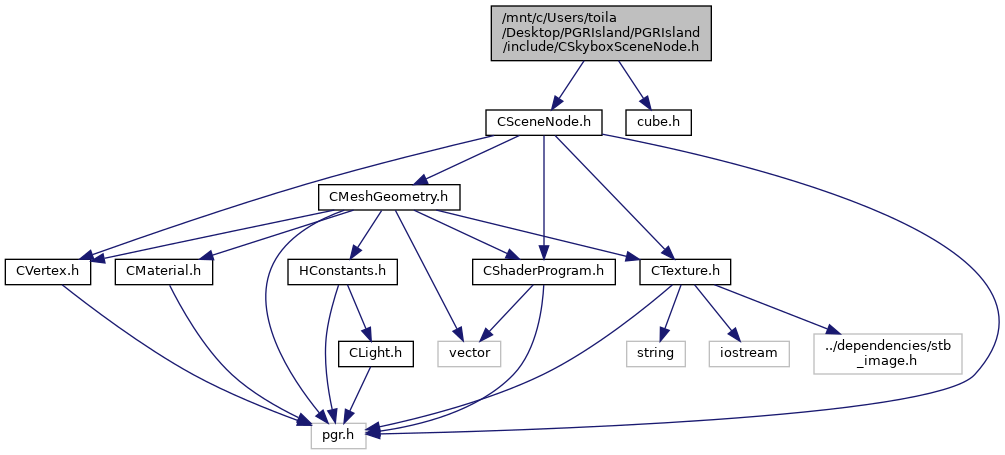 /mnt/c/Users/toila
/Desktop/PGRIsland/PGRIsland
/include/CSkyboxSceneNode.h
CSceneNode.h
cube.h
CMeshGeometry.h
CVertex.h
CMaterial.h
HConstants.h
CShaderProgram.h
CTexture.h
CLight.h
vector
string
iostream
../dependencies/stb
_image.h
pgr.h